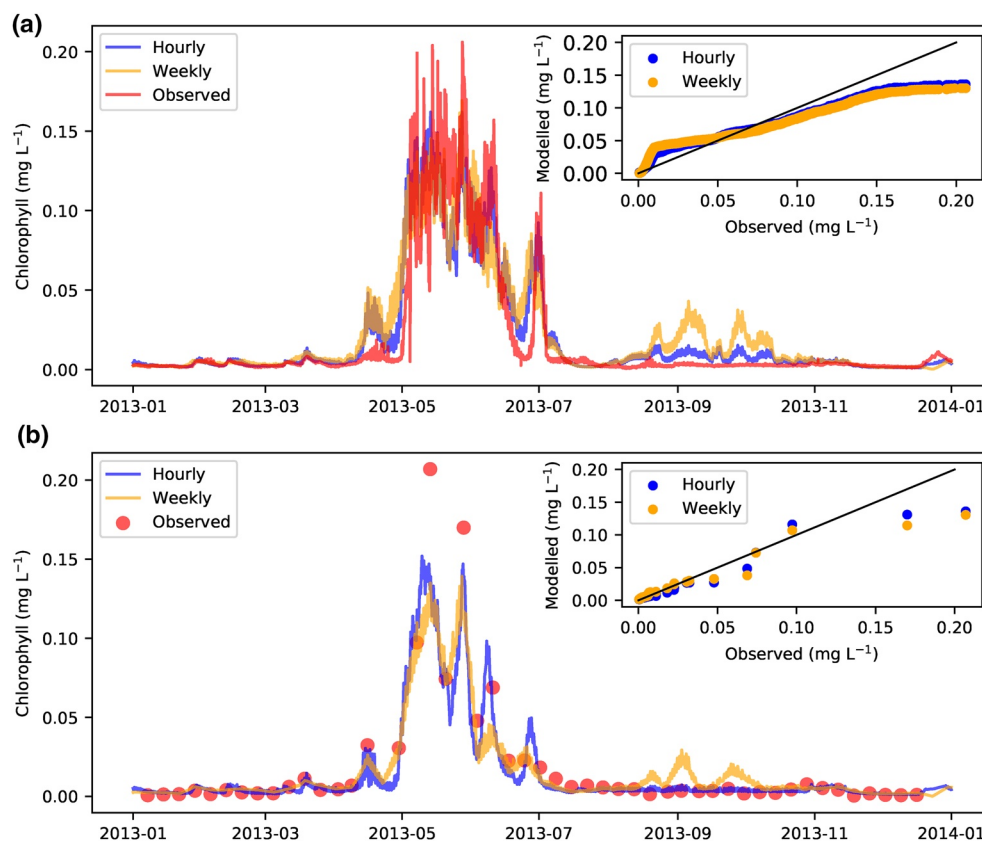 (a)
Hourly
Weekly
Observed
Chlorophyll (mg L⁻¹)
0.20
0.15
0.10
0.05
0.00
2013-01 2013-03 2013-05 2013-07 2013-09 2013-11 2014-01
Hourly
Weekly
Modelled (mg L⁻¹)
0.20
0.15
0.10
0.05
0.00
0.00 0.05 0.10 0.15 0.20
Observed (mg L⁻¹)
(b)
Hourly
Weekly
Observed
Chlorophyll (mg L⁻¹)
0.20
0.15
0.10
0.05
0.00
2013-01 2013-03 2013-05 2013-07 2013-09 2013-11 2014-01
Hourly
Weekly
Modelled (mg L⁻¹)
0.20
0.15
0.10
0.05
0.00
0.00 0.05 0.10 0.15 0.20
Observed (mg L⁻¹)